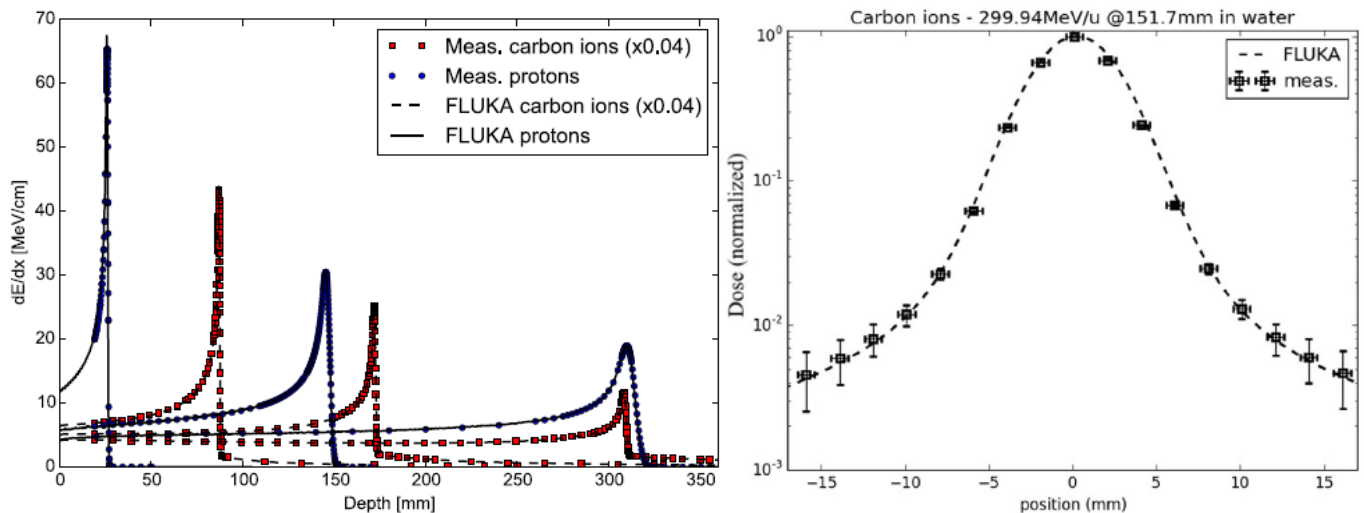 70
60
50
40
30
20
10
0
dE/dx [MeV/cm]
0 50 100 150 200 250 300 350
Depth [mm]
Meas. carbon ions (x0.04)
Meas. protons
FLUKA carbon ions (x0.04)
FLUKA protons
Carbon ions - 299.94MeV/u @151.7mm in water
10⁰
10⁻¹
10⁻²
10⁻³
Dose (normalized)
−15 −10 −5 0 5 10 15
position (mm)
FLUKA
meas.